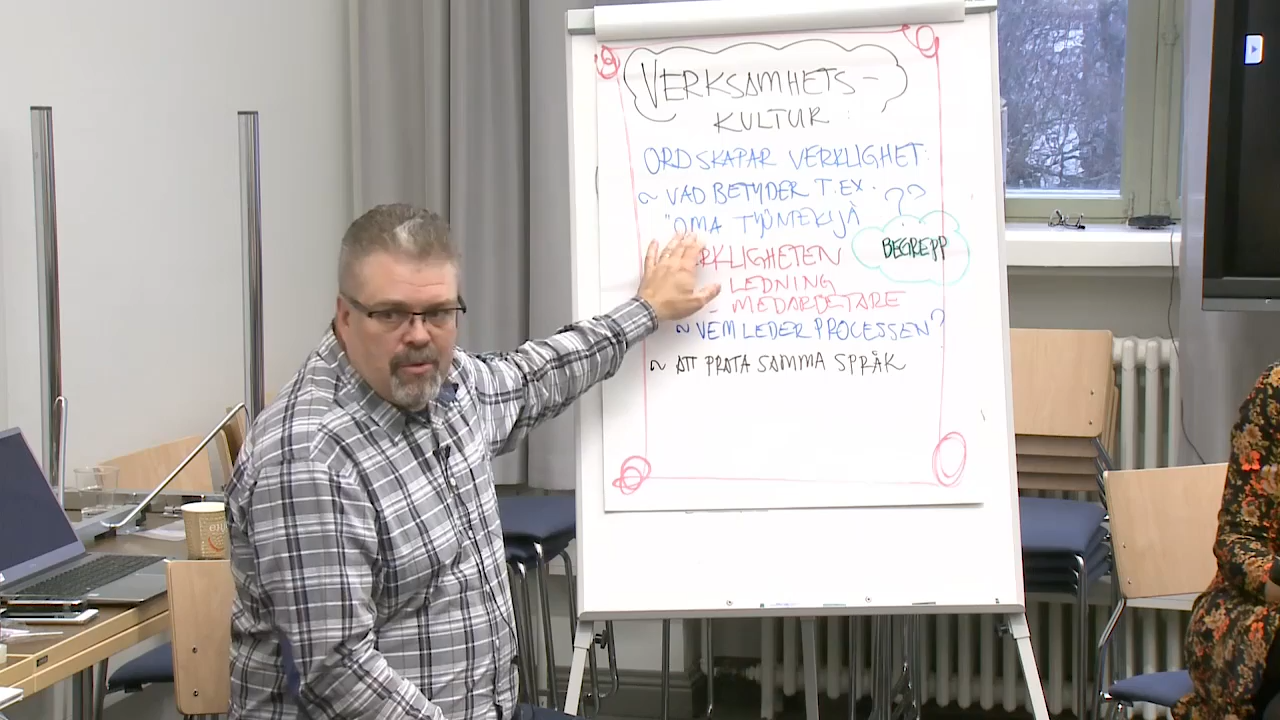 VERKSAMHETS-
KULTUR :
ORD SKAPAR VERKLIGHET:
~ VAD BETYDER T.EX. ??
"OMA TYÖNTEKIJÄ
RKLIGHETEN
BEGREPP
LEDNING
- MEDARBETARE
~ VEM LEDER PROCESSEN?
~ ATT PRATA SAMMA SPRÅK